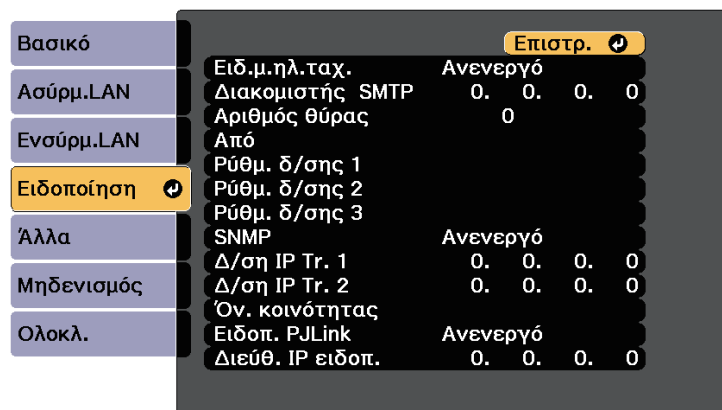 Βασικό
Ασύρμ.LAN
Ενσύρμ.LAN
Ειδοποίηση
Άλλα
Μηδενισμός
Ολοκλ.
Επιστρ.
Ειδ.μ.ηλ.ταχ. Ανενεργό
Διακομιστής SMTP 0. 0. 0. 0
Αριθμός θύρας 0
Από
Ρύθμ. δ/σης 1
Ρύθμ. δ/σης 2
Ρύθμ. δ/σης 3
SNMP Ανενεργό
Δ/ση IP Tr. 1 0. 0. 0. 0
Δ/ση IP Tr. 2 0. 0. 0. 0
Όν. κοινότητας
Ειδοπ. PJLink Ανενεργό
Διεύθ. IP ειδοπ. 0. 0. 0. 0